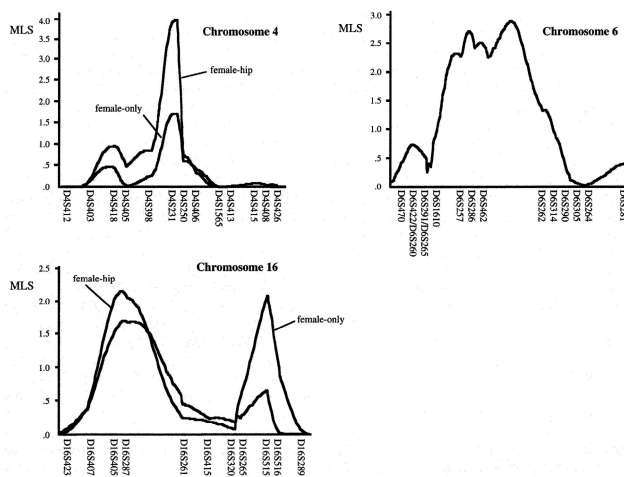 MLS
4.0
3.5
3.0
2.5
2.0
1.5
1.0
.5
.0
Chromosome 4
female-hip
female-only
D4S412
D4S403
D4S418
D4S405
D4S398
D4S231
D4S250
D4S406
D4S1565
D4S413
D4S415
D4S408
D4S426
MLS
3.0
2.5
2.0
1.5
1.0
.5
.0
Chromosome 6
D6S470
D6S422/D6S260
D6S291/D6S265
D6S1610
D6S257
D6S286
D6S462
D6S262
D6S314
D6S290
D6S305
D6S264
D6S281
MLS
2.5
2.0
1.5
1.0
0.5
.0
Chromosome 16
female-hip
female-only
D16S423
D16S407
D16S405
D16S287
D16S261
D16S415
D16S320
D16S265
D16S515
D16S516
D16S289